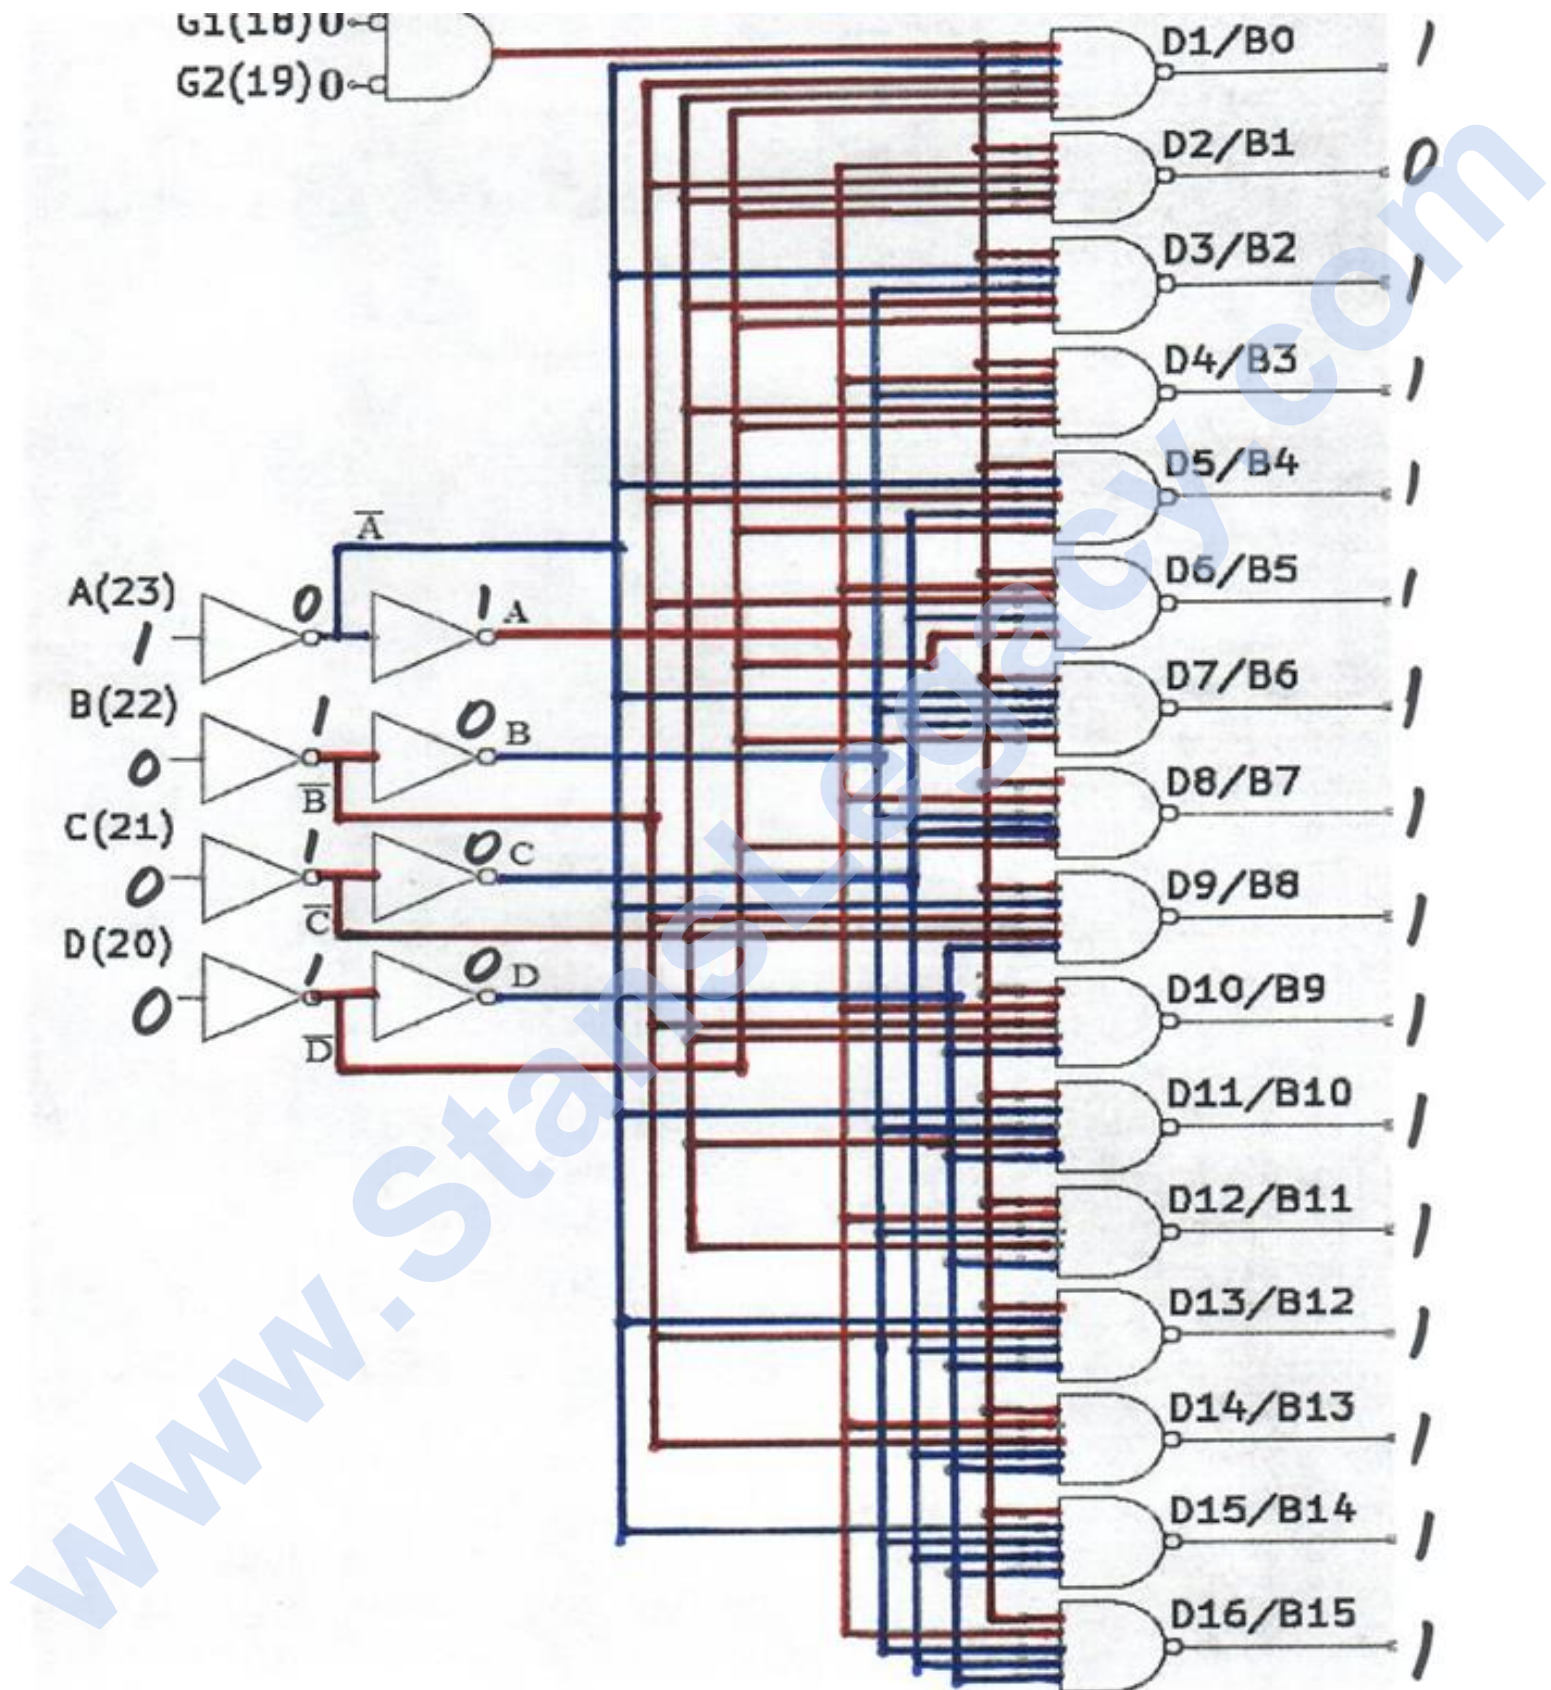 G1(18)0
G2(19)0
D1/B0 1
D2/B1 0
D3/B2 1
D4/B3 1
D5/B4 1
A
A(23) 0 1 A
1
D6/B5 1
B(22) 1 0 B
0
B
D7/B6 1
C(21) 1 0 C
0
C
D8/B7 1
D9/B8 1
D(20) 1 0 D
0
D
D10/B9 1
D11/B10 1
D12/B11 1
D13/B12 1
D14/B13 1
D15/B14 1
D16/B15 1
www.StansLegacy.com